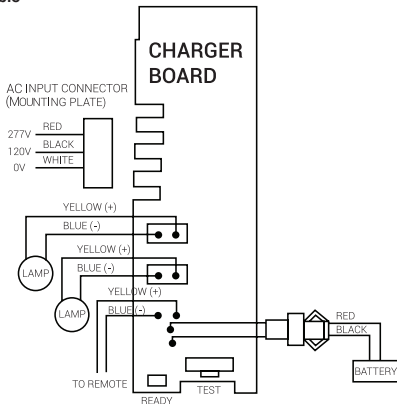 CHARGER
BOARD
AC INPUT CONNECTOR
(MOUNTING PLATE)
277V RED
120V BLACK
0V WHITE
YELLOW (+)
BLUE (-)
YELLOW (+)
LAMP BLUE (-)
YELLOW (+)
LAMP BLUE (-)
RED
BLACK
BATTERY
TO REMOTE
READY
TEST